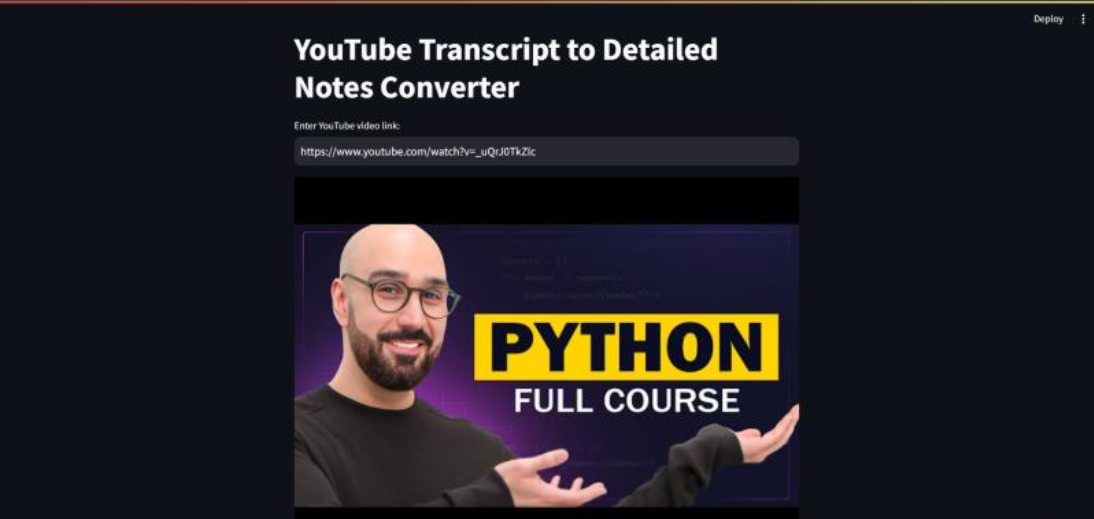 Deploy
YouTube Transcript to Detailed
Notes Converter
Enter YouTube video link:
https://www.youtube.com/watch?v=_uQrJ0TkZlc
PYTHON
FULL COURSE